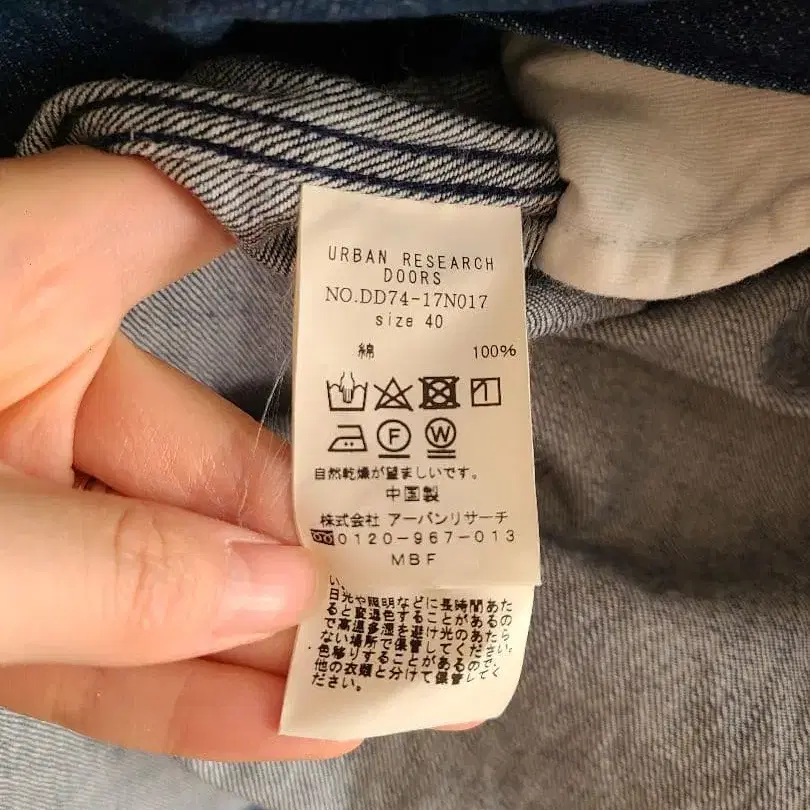 URBAN RESEARCH
DOORS
NO.DD74-17N017
size 40
綿 100%
F W
自然乾燥が望ましいです。
中国製
株式会社 アーバンリサーチ
0120-967-013
MBF
い。
日光や照明などに長時間あた
ると変退色することがあるの
で高温多湿を避け光のあたら
ない場所で保管してください。
色移りすることがあるので、
他の衣類と分けて保管してく
ださい。